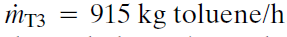 ṁT3 = 915 kg toluene/h